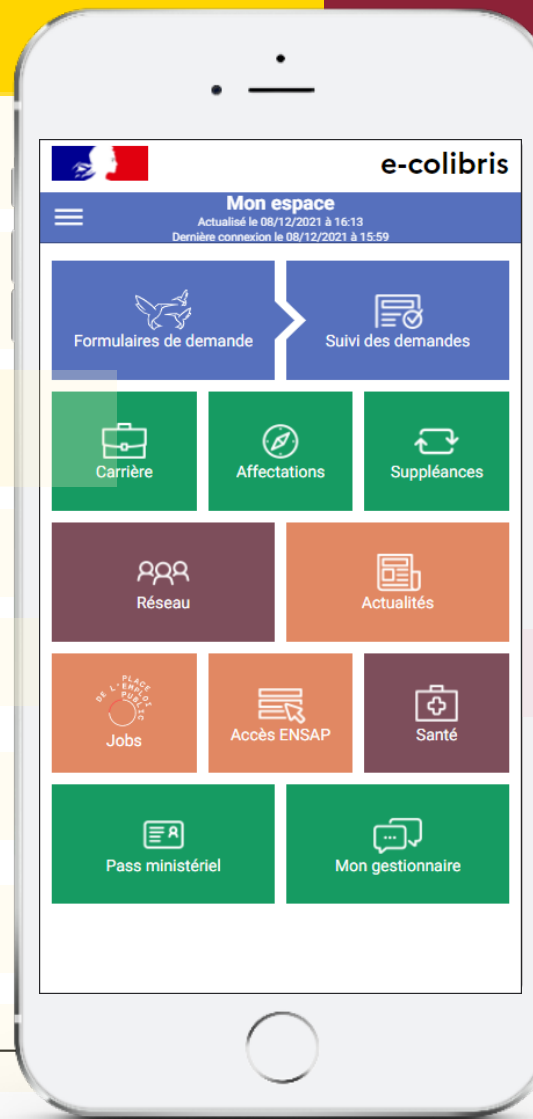 e-colibris
Mon espace
Actualisé le 08/12/2021 à 16:13
Dernière connexion le 08/12/2021 à 15:59
Formulaires de demande
Suivi des demandes
Carrière
Affectations
Suppléances
Réseau
Actualités
PLACE
DE L'EMPLOI
PUBLIC
Jobs
Accès ENSAP
Santé
Pass ministériel
Mon gestionnaire